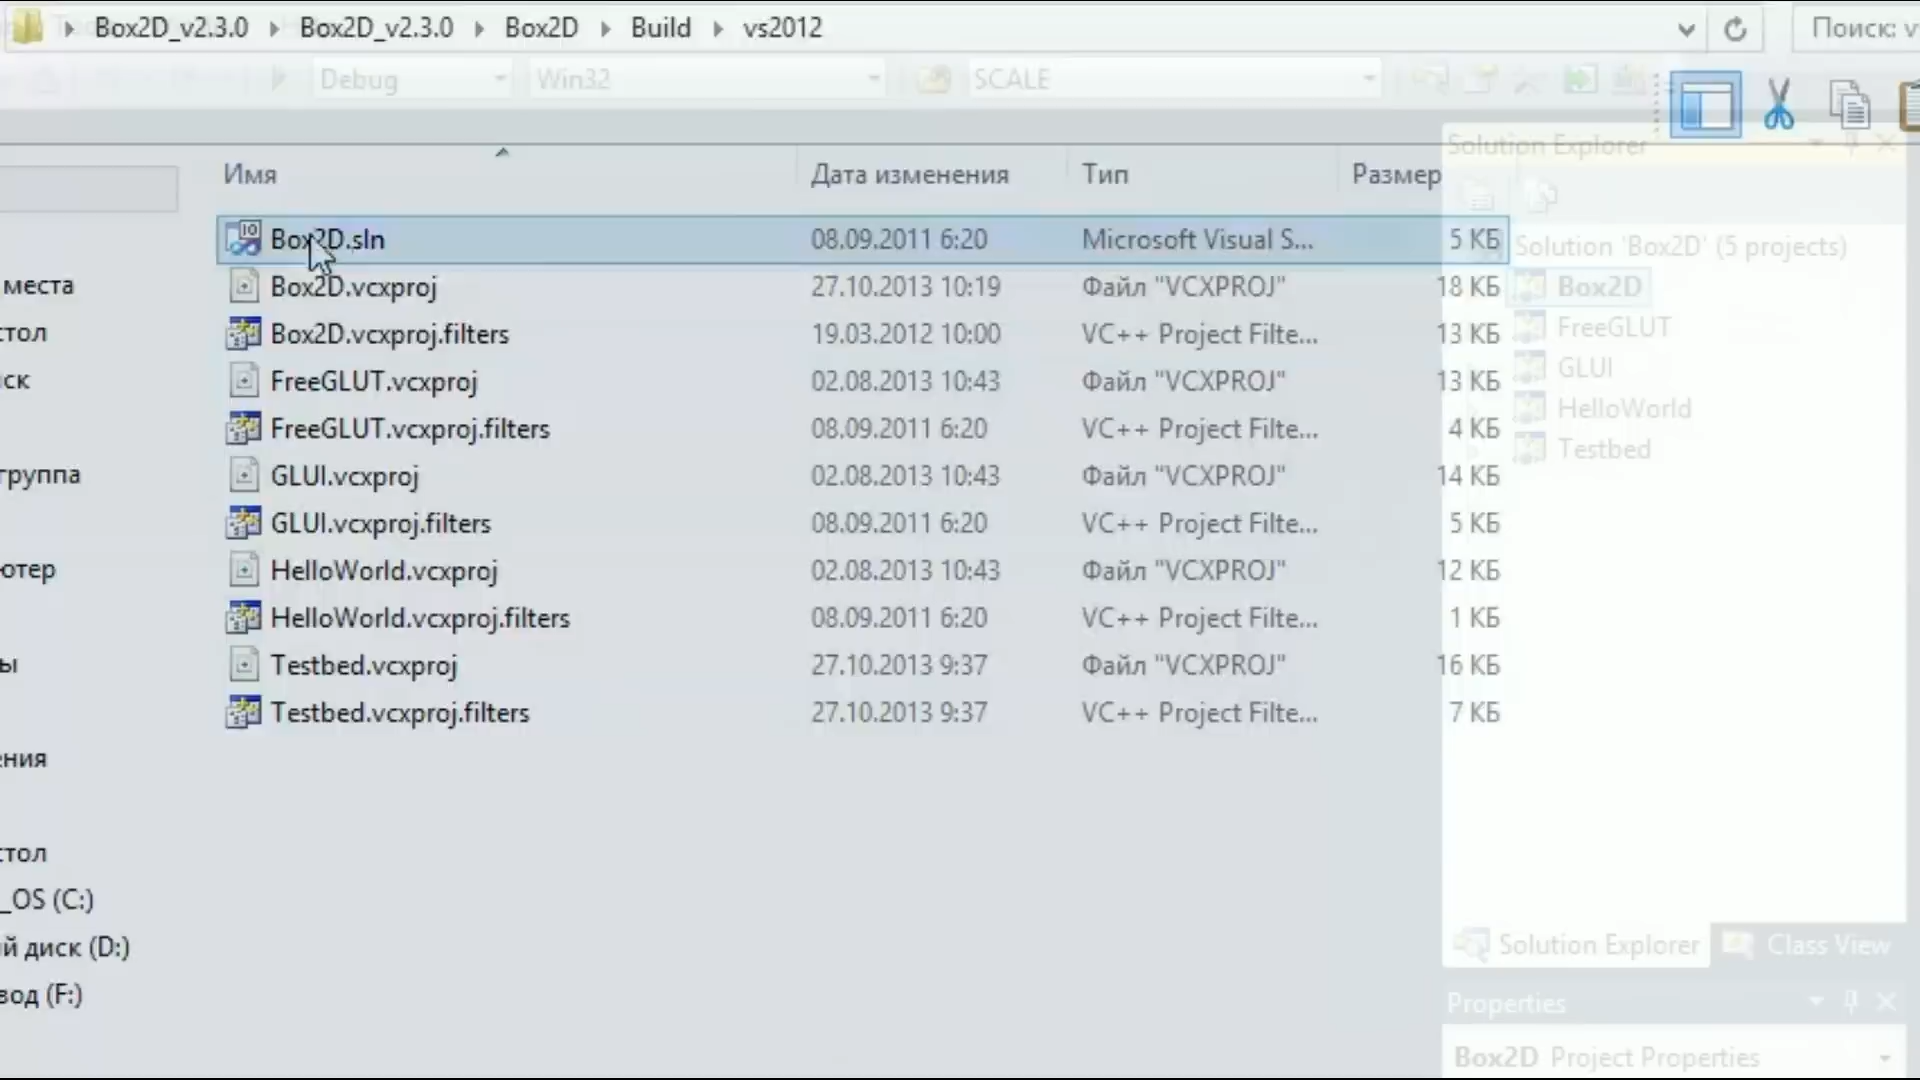 Box2D_v2.3.0 Box2D_v2.3.0 Box2D Build vs2012
Поиск: v
Debug Win32 SCALE
Solution Explorer
Имя Дата изменения Тип Размер
Box2D.sln 08.09.2011 6:20 Microsoft Visual S... 5 КБ
Box2D.vcxproj 27.10.2013 10:19 Файл "VCXPROJ" 18 КБ
Box2D.vcxproj.filters 19.03.2012 10:00 VC++ Project Filte... 13 КБ
FreeGLUT.vcxproj 02.08.2013 10:43 Файл "VCXPROJ" 13 КБ
FreeGLUT.vcxproj.filters 08.09.2011 6:20 VC++ Project Filte... 4 КБ
GLUI.vcxproj 02.08.2013 10:43 Файл "VCXPROJ" 14 КБ
GLUI.vcxproj.filters 08.09.2011 6:20 VC++ Project Filte... 5 КБ
HelloWorld.vcxproj 02.08.2013 10:43 Файл "VCXPROJ" 12 КБ
HelloWorld.vcxproj.filters 08.09.2011 6:20 VC++ Project Filte... 1 КБ
Testbed.vcxproj 27.10.2013 9:37 Файл "VCXPROJ" 16 КБ
Testbed.vcxproj.filters 27.10.2013 9:37 VC++ Project Filte... 7 КБ
места
стол
ск
группа
ютер
ы
ения
стол
_OS (C:)
й диск (D:)
вод (F:)
Solution 'Box2D' (5 projects)
Box2D
FreeGLUT
GLUI
HelloWorld
Testbed
Solution Explorer Class View
Properties
Box2D Project Properties